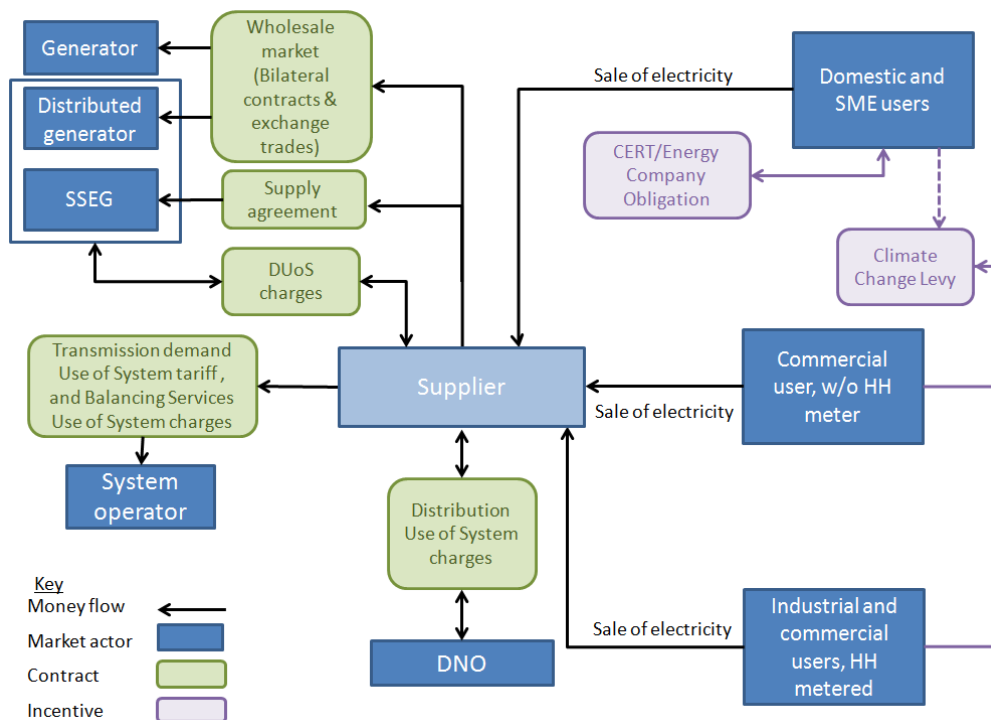 Generator
Distributed
generator
SSEG
Wholesale
market
(Bilateral
contracts &
exchange
trades)
Supply
agreement
DUoS
charges
Sale of electricity
Domestic and
SME users
CERT/Energy
Company
Obligation
Climate
Change Levy
Transmission demand
Use of System tariff ,
and Balancing Services
Use of System charges
System
operator
Supplier
Sale of electricity
Commercial
user, w/o HH
meter
Distribution
Use of System
charges
DNO
Sale of electricity
Industrial and
commercial
users, HH
metered
Key
Money flow
Market actor
Contract
Incentive